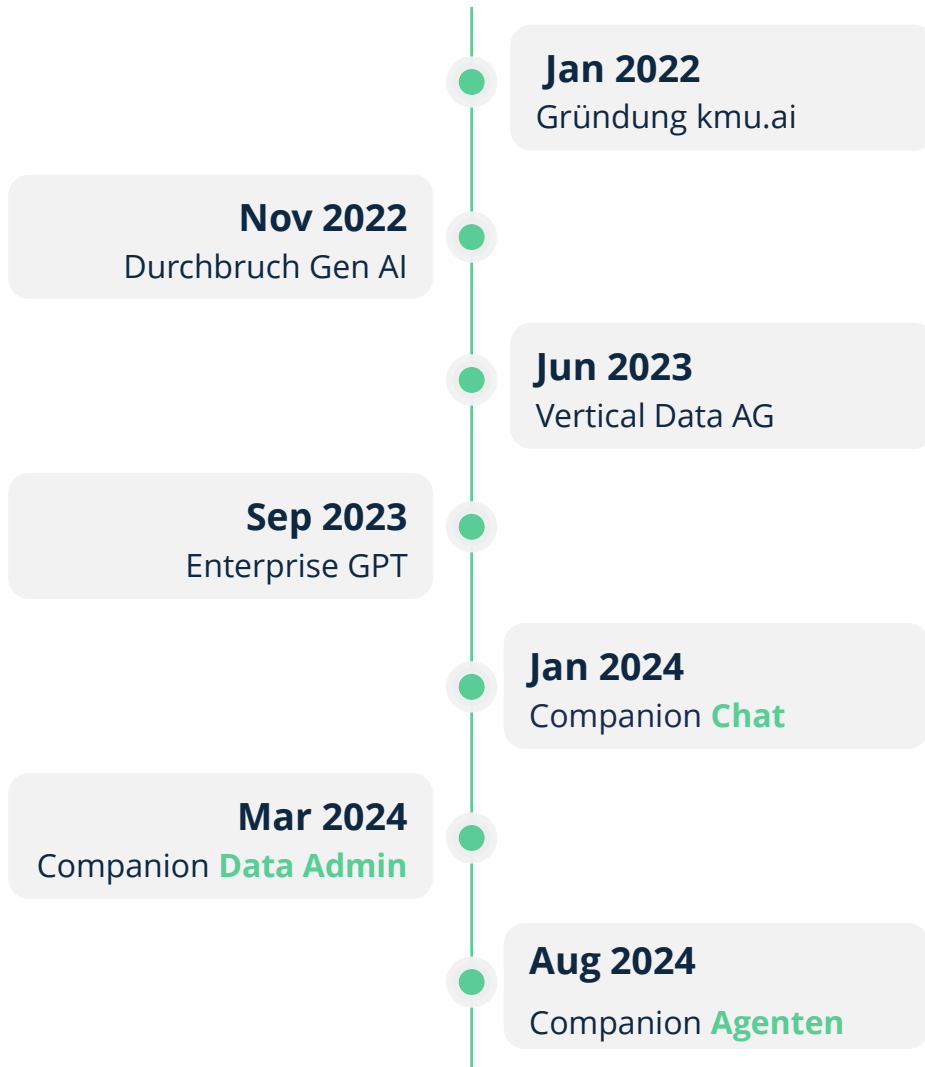 Jan 2022
Gründung kmu.ai
Nov 2022
Durchbruch Gen AI
Jun 2023
Vertical Data AG
Sep 2023
Enterprise GPT
Jan 2024
Companion Chat
Mar 2024
Companion Data Admin
Aug 2024
Companion Agenten